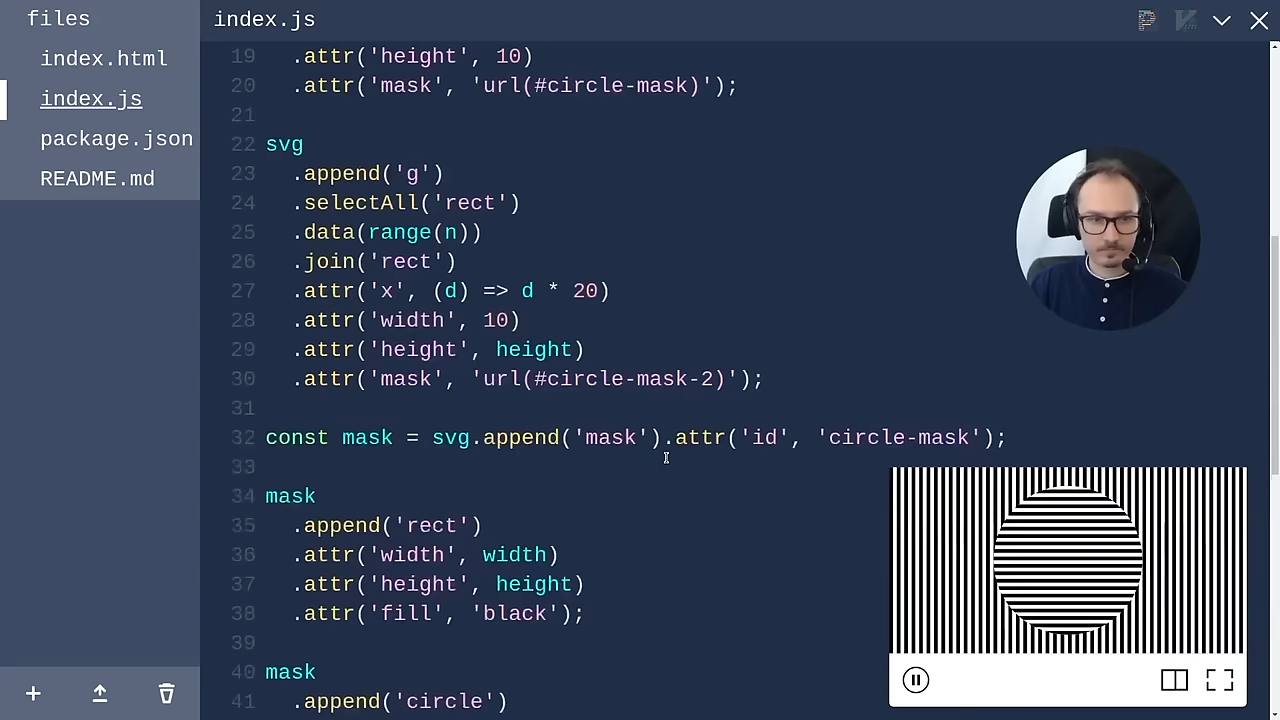 files
index.html
index.js
package.json
README.md
index.js
19 .attr('height', 10)
20 .attr('mask', 'url(#circle-mask)');
21
22 svg
23 .append('g')
24 .selectAll('rect')
25 .data(range(n))
26 .join('rect')
27 .attr('x', (d) => d * 20)
28 .attr('width', 10)
29 .attr('height', height)
30 .attr('mask', 'url(#circle-mask-2)');
31
32 const mask = svg.append('mask').attr('id', 'circle-mask');
33
34 mask
35 .append('rect')
36 .attr('width', width)
37 .attr('height', height)
38 .attr('fill', 'black');
39
40 mask
41 .append('circle')